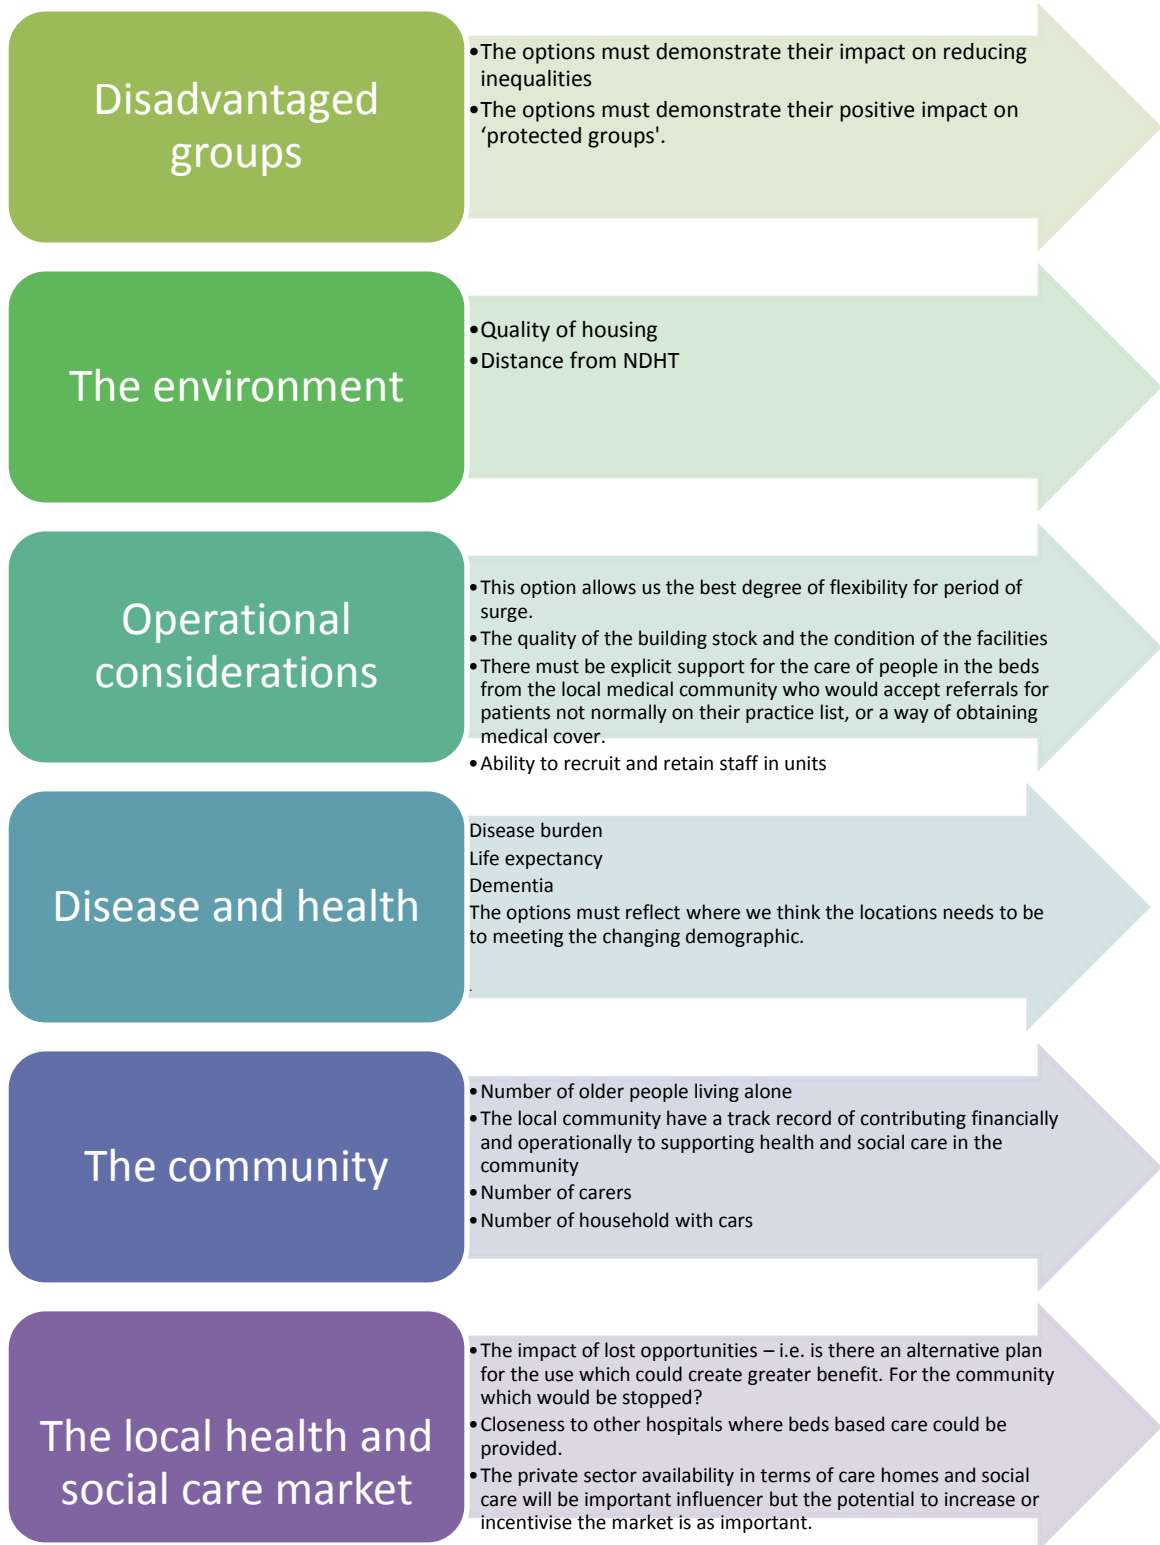 Disadvantaged
groups
•The options must demonstrate their impact on reducing
inequalities
•The options must demonstrate their positive impact on
‘protected groups'.
The environment
•Quality of housing
•Distance from NDHT
Operational
considerations
•This option allows us the best degree of flexibility for period of
surge.
•The quality of the building stock and the condition of the facilities
•There must be explicit support for the care of people in the beds
from the local medical community who would accept referrals for
patients not normally on their practice list, or a way of obtaining
medical cover.
•Ability to recruit and retain staff in units
Disease and health
Disease burden
Life expectancy
Dementia
The options must reflect where we think the locations needs to be
to meeting the changing demographic.
.
The community
•Number of older people living alone
•The local community have a track record of contributing financially
and operationally to supporting health and social care in the
community
•Number of carers
•Number of household with cars
The local health and
social care market
•The impact of lost opportunities – i.e. is there an alternative plan
for the use which could create greater benefit. For the community
which would be stopped?
•Closeness to other hospitals where beds based care could be
provided.
•The private sector availability in terms of care homes and social
care will be important influencer but the potential to increase or
incentivise the market is as important.